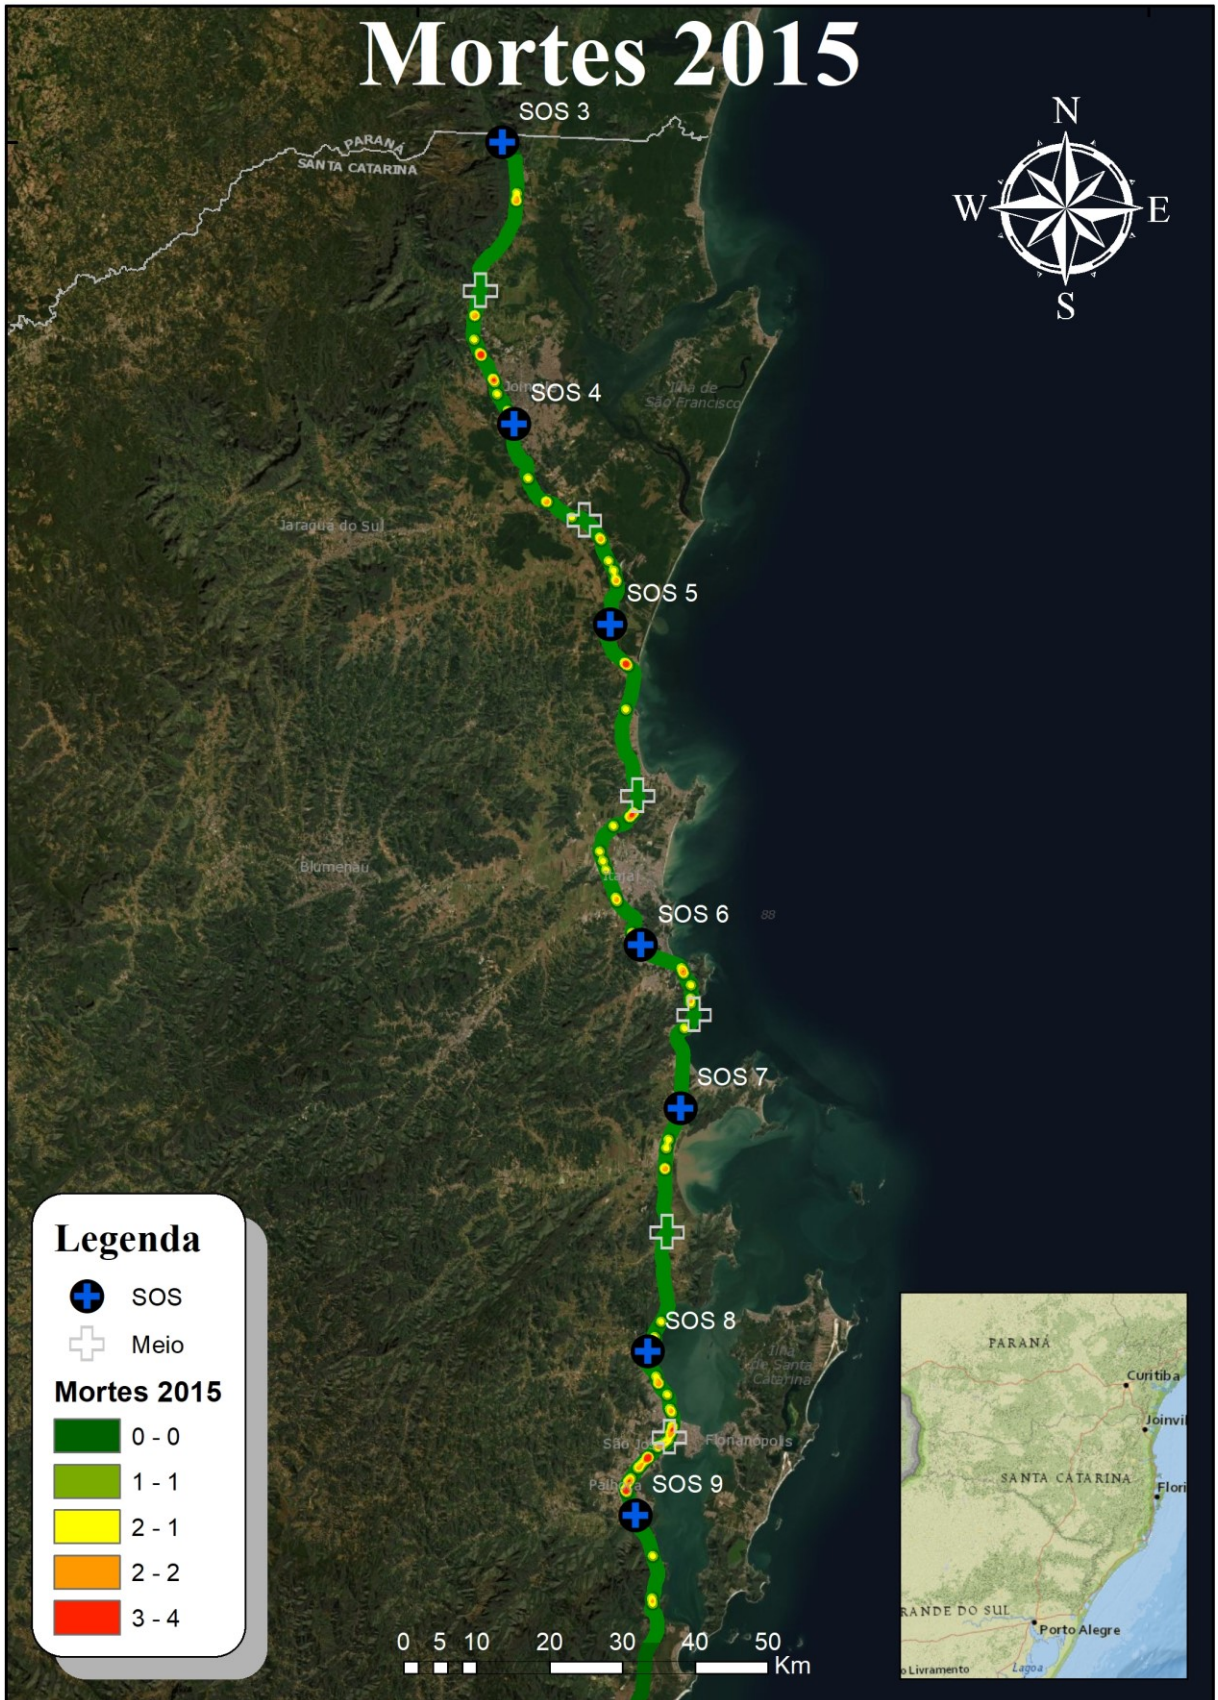 Mortes 2015
SOS 3
PARANÁ
SANTA CATARINA
N
W
E
S
SOS 4
Ilha de
São Francisco
Jaraguá do Sul
SOS 5
Blumenau
Itajaí
SOS 6
88
SOS 7
SOS 8
Ilha
de Santa
Catarina
Florianópolis
São Jo
SOS 9
Legenda
SOS
Meio
Mortes 2015
0 - 0
1 - 1
2 - 1
2 - 2
3 - 4
0 5 10 20 30 40 50
Km
PARANÁ
Curitiba
Joinvil
SANTA CATARINA
Flori
RANDE DO SUL
Porto Alegre
o Livramento
Lagoa